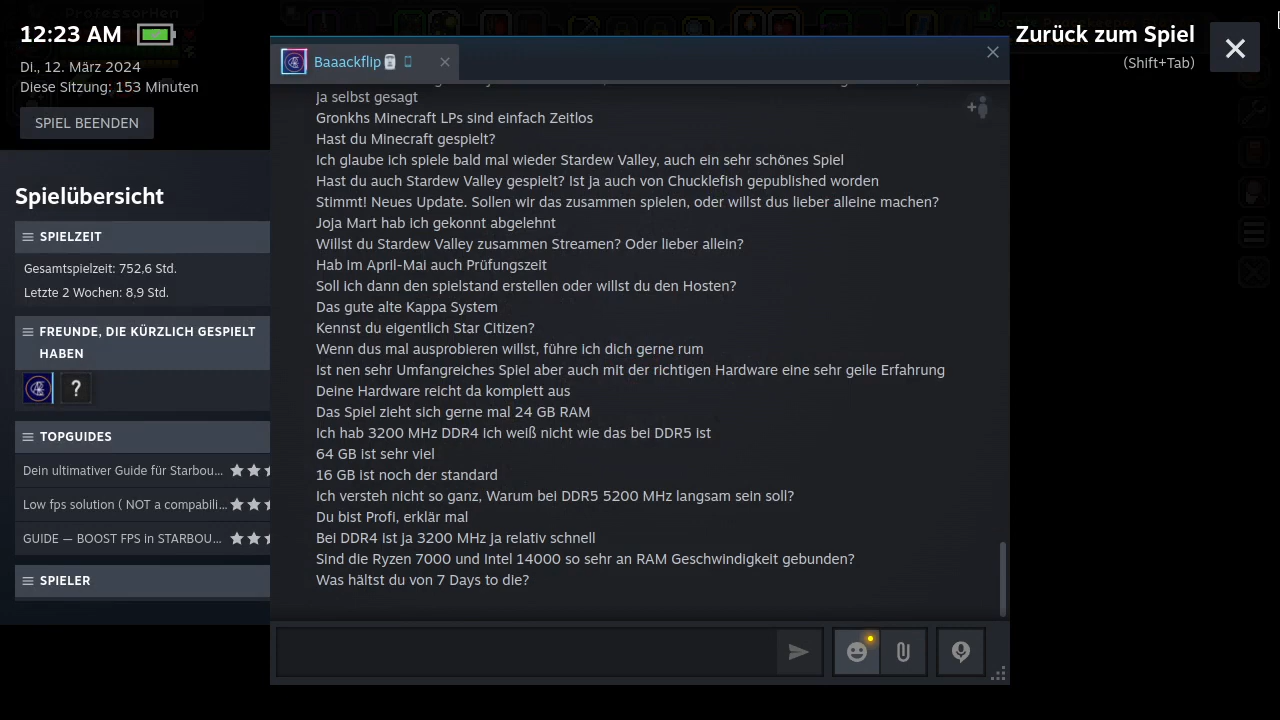 ProfessorHen
12:23 AM
Di., 12. März 2024
Diese Sitzung: 153 Minuten
SPIEL BEENDEN
Zurück zum Spiel
(Shift+Tab)
Spielübersicht
SPIELZEIT
Gesamtspielzeit: 752,6 Std.
Letzte 2 Wochen: 8,9 Std.
FREUNDE, DIE KÜRZLICH GESPIELT
HABEN
?
TOPGUIDES
Dein ultimativer Guide für Starbou...
Low fps solution ( NOT a compabili...
GUIDE — BOOST FPS in STARBOU...
SPIELER
Baaackflip
Ja selbst gesagt
Gronkhs Minecraft LPs sind einfach Zeitlos
Hast du Minecraft gespielt?
Ich glaube ich spiele bald mal wieder Stardew Valley, auch ein sehr schönes Spiel
Hast du auch Stardew Valley gespielt? Ist Ja auch von Chucklefish gepublished worden
Stimmt! Neues Update. Sollen wir das zusammen spielen, oder willst dus lieber alleine machen?
Joja Mart hab ich gekonnt abgelehnt
Willst du Stardew Valley zusammen Streamen? Oder lieber allein?
Hab im April-Mai auch Prüfungszeit
Soll ich dann den spielstand erstellen oder willst du den Hosten?
Das gute alte Kappa System
Kennst du eigentlich Star Citizen?
Wenn dus mal ausprobieren willst, führe ich dich gerne rum
Ist nen sehr Umfangreiches Spiel aber auch mit der richtigen Hardware eine sehr geile Erfahrung
Deine Hardware reicht da komplett aus
Das Spiel zieht sich gerne mal 24 GB RAM
Ich hab 3200 MHz DDR4 ich weiß nicht wie das bei DDR5 ist
64 GB ist sehr viel
16 GB ist noch der standard
Ich versteh nicht so ganz, Warum bei DDR5 5200 MHz langsam sein soll?
Du bist Profi, erklär mal
Bei DDR4 ist ja 3200 MHz ja relativ schnell
Sind die Ryzen 7000 und Intel 14000 so sehr an RAM Geschwindigkeit gebunden?
Was hältst du von 7 Days to die?